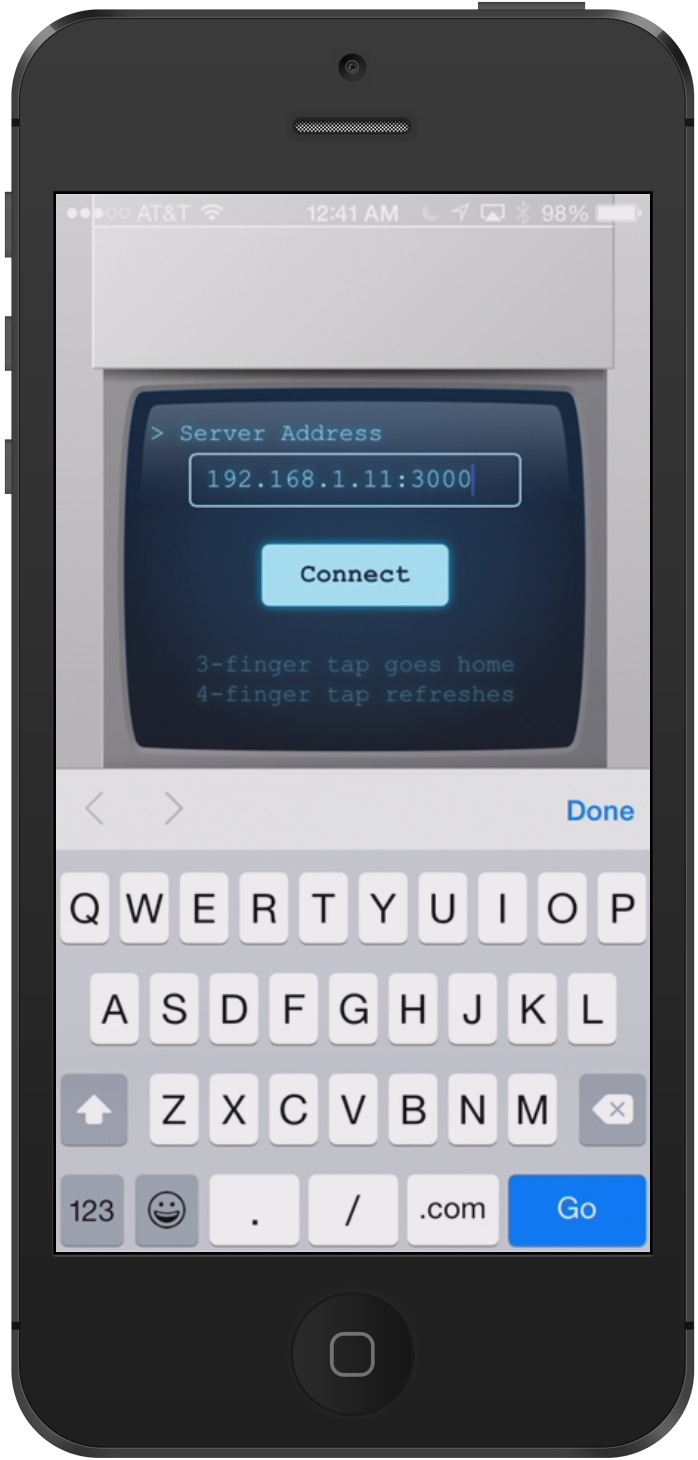 AT&T 12:41 AM 98%
> Server Address
192.168.1.11:3000
Connect
3-finger tap goes home
4-finger tap refreshes
Done
Q W E R T Y U I O P
A S D F G H J K L
Z X C V B N M
123 . / .com Go